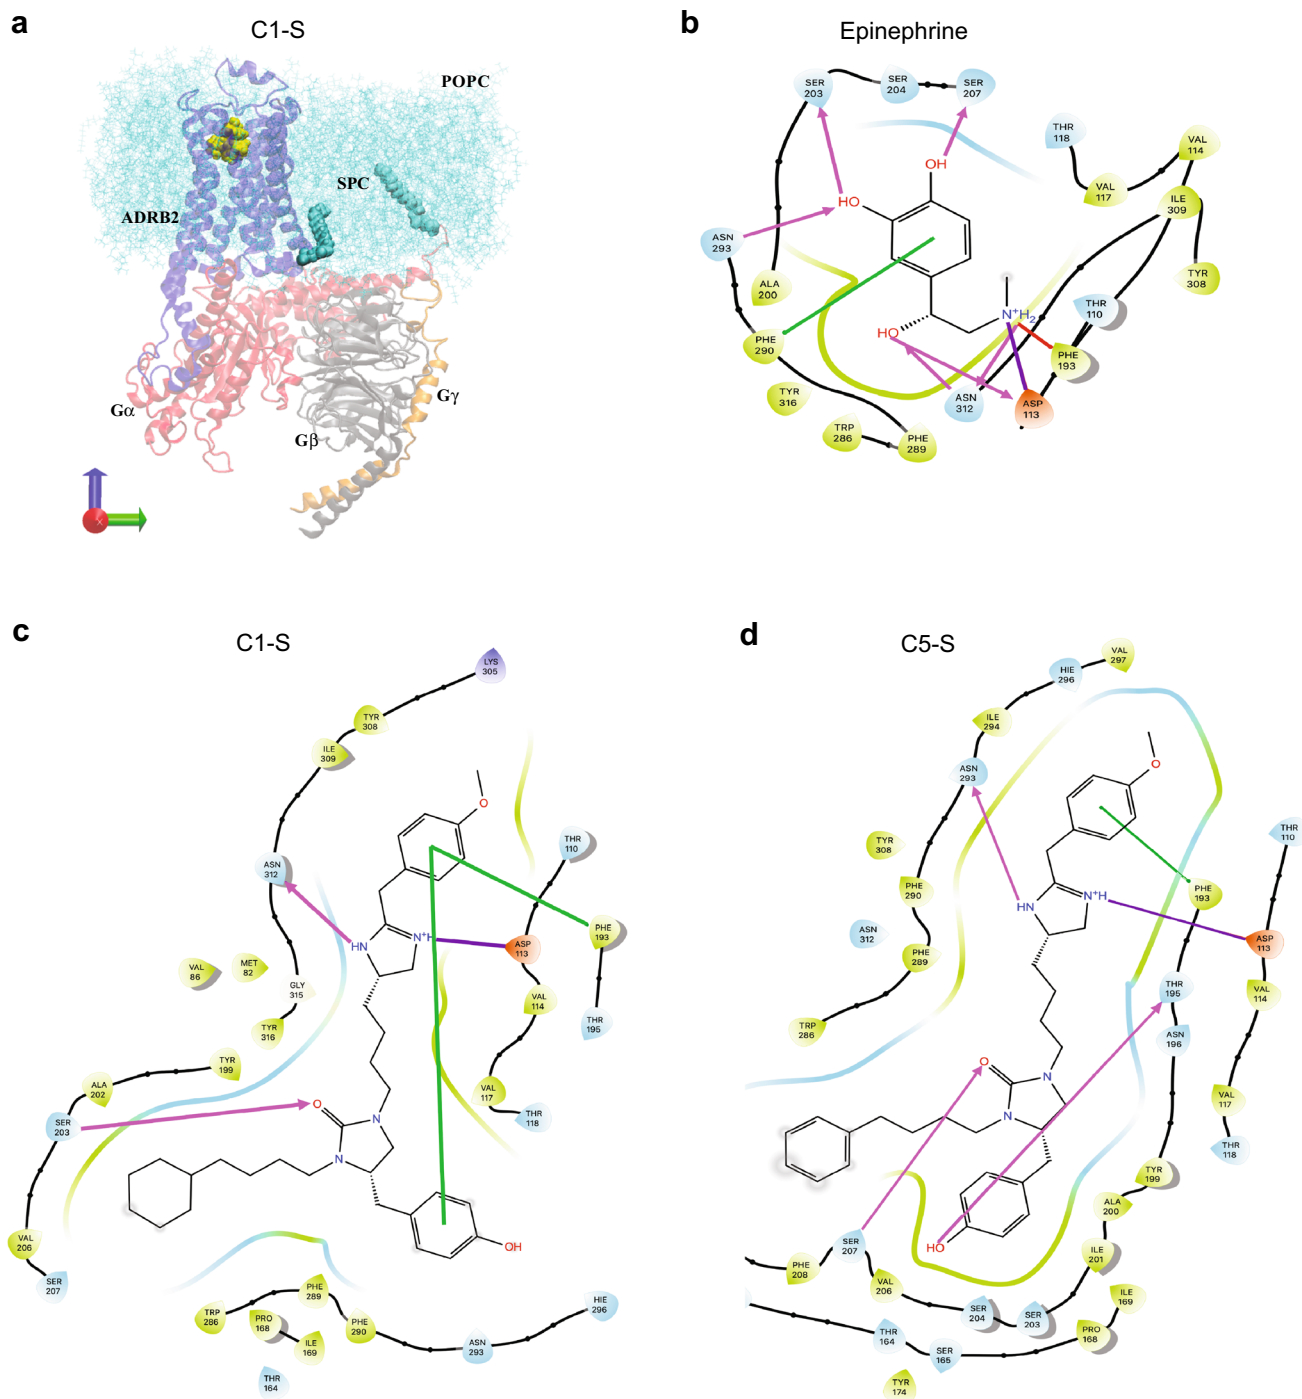 a
C1-S
POPC
SPC
ADRB2
Gα
Gβ
Gγ
X
b
Epinephrine
SER
203
SER
204
SER
207
THR
118
VAL
114
VAL
117
ILE
309
ASN
293
ALA
200
TYR
308
THR
110
PHE
290
PHE
193
TYR
316
ASN
312
ASP
113
TRP
286
PHE
289
OH
HO
HO
N⁺H₂
c
C1-S
LYS
305
TYR
308
ILE
309
THR
110
ASN
312
PHE
193
ASP
113
VAL
86
MET
82
GLY
315
VAL
114
THR
195
TYR
316
TYR
199
ALA
202
VAL
117
SER
203
THR
118
VAL
206
SER
207
PHE
289
TRP
286
PRO
168
PHE
290
ILE
169
HIE
296
ASN
293
THR
164
O
HN
N⁺H
O
N
N
OH
d
C5-S
VAL
297
HIE
296
ILE
294
ASN
293
THR
110
TYR
308
PHE
290
PHE
193
ASN
312
PHE
289
ASP
113
THR
195
VAL
114
TRP
286
ASN
196
VAL
117
THR
118
TYR
199
ALA
200
SER
207
ILE
201
PHE
208
VAL
206
ILE
169
SER
204
SER
203
PRO
168
THR
164
SER
165
TYR
174
O
HN
N⁺H
O
N
N
HO